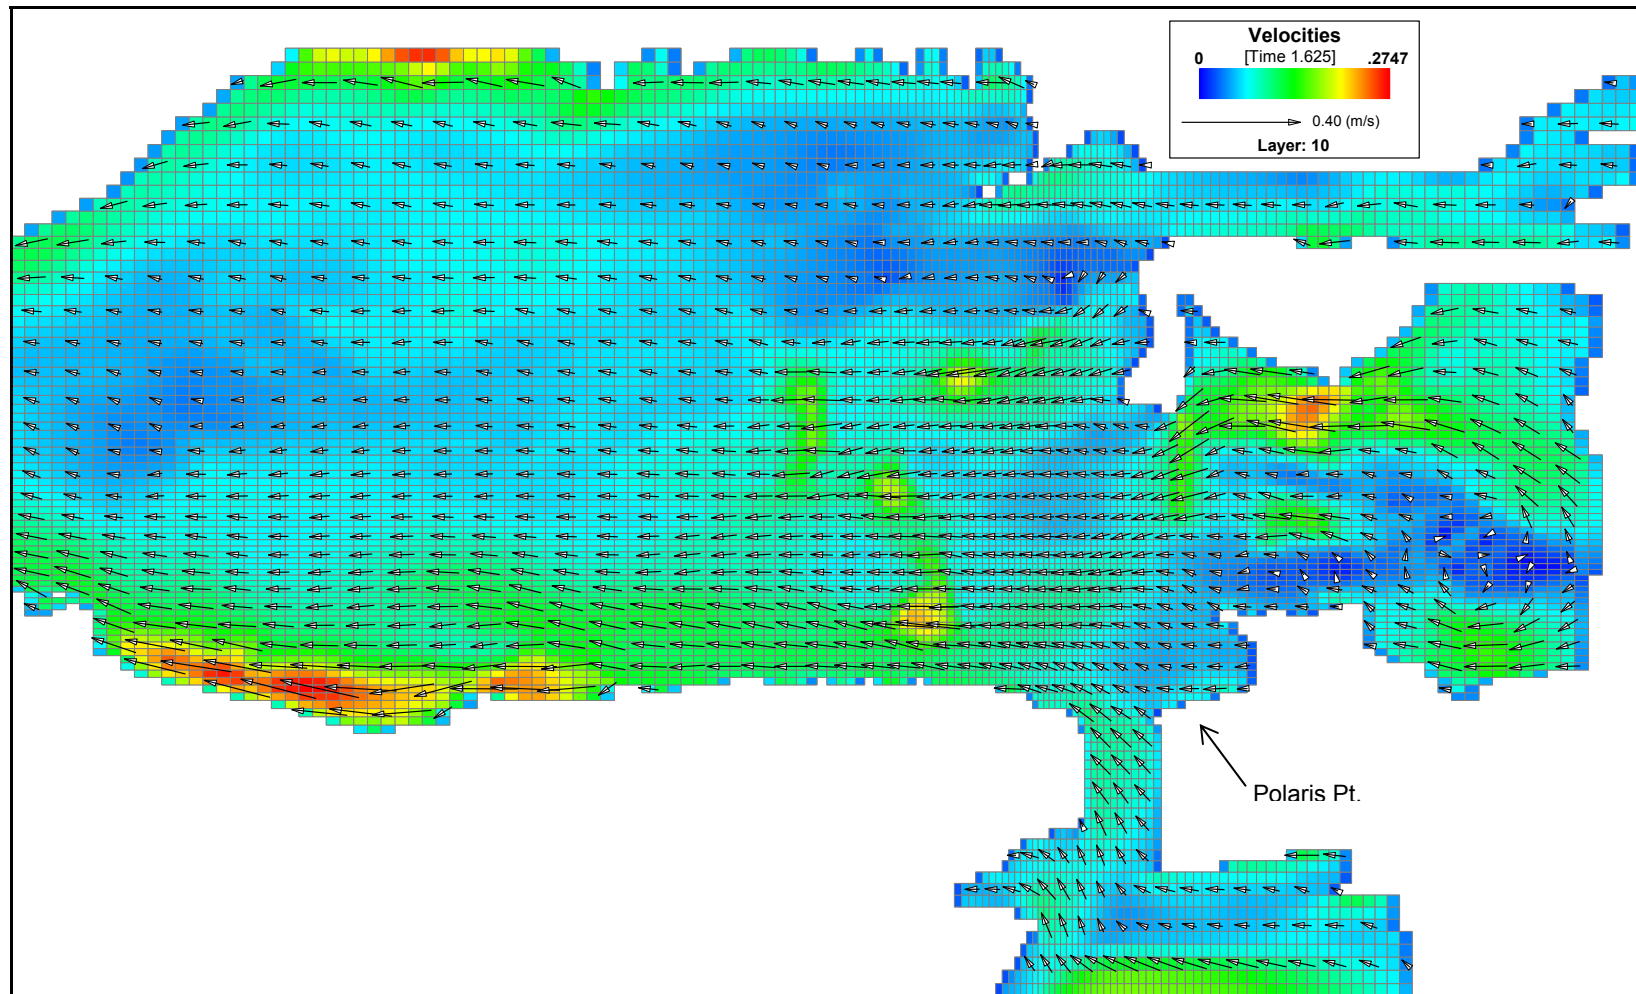 Velocities
[Time 1.625]
0 .2747
0.40 (m/s)
Layer: 10
Polaris Pt.